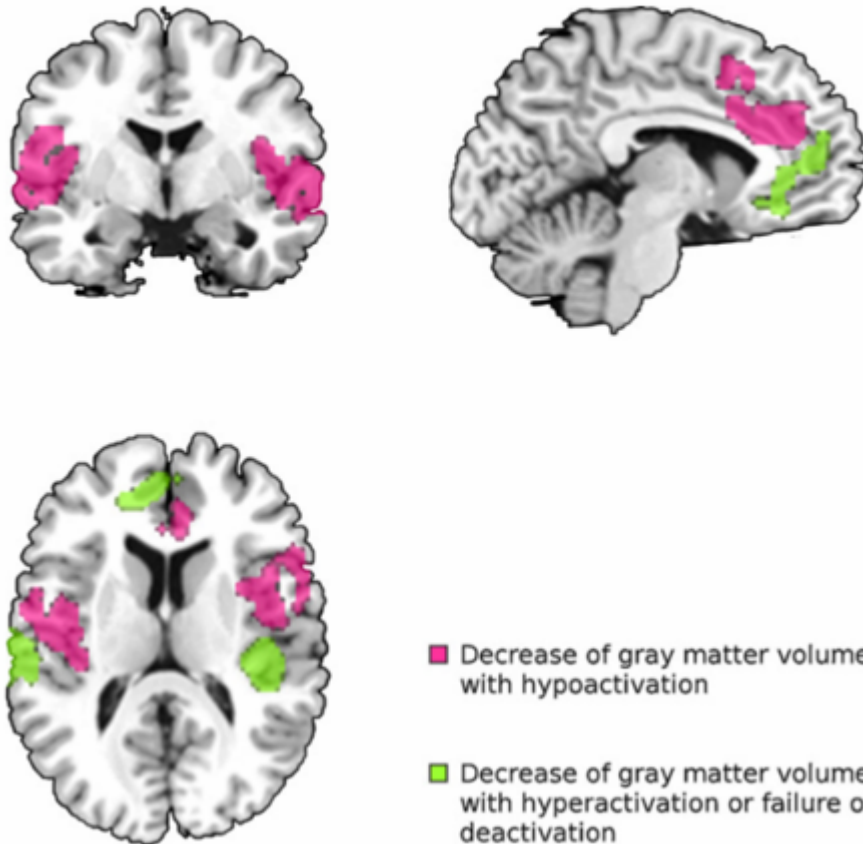 Decrease of gray matter volume
with hypoactivation
Decrease of gray matter volume
with hyperactivation or failure o
deactivation